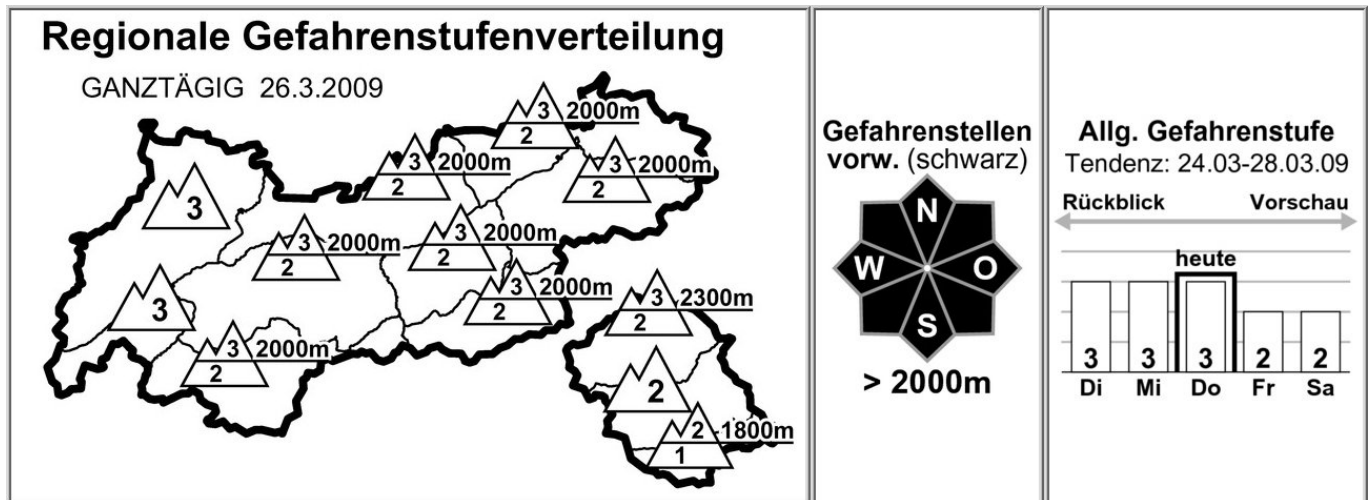 Regionale Gefahrenstufenverteilung
GANZTÄGIG 26.3.2009
3 2000m
2
3 2000m
2
3 2000m
2
3
3 2000m
2
3 2000m
2
3 2000m
2
3
3 2300m
2
3 2000m
2
2
2 1800m
1
Gefahrenstellen
vorw. (schwarz)
N
W O
S
> 2000m
Allg. Gefahrenstufe
Tendenz: 24.03-28.03.09
Rückblick Vorschau
heute
3 3 3 2 2
Di Mi Do Fr Sa